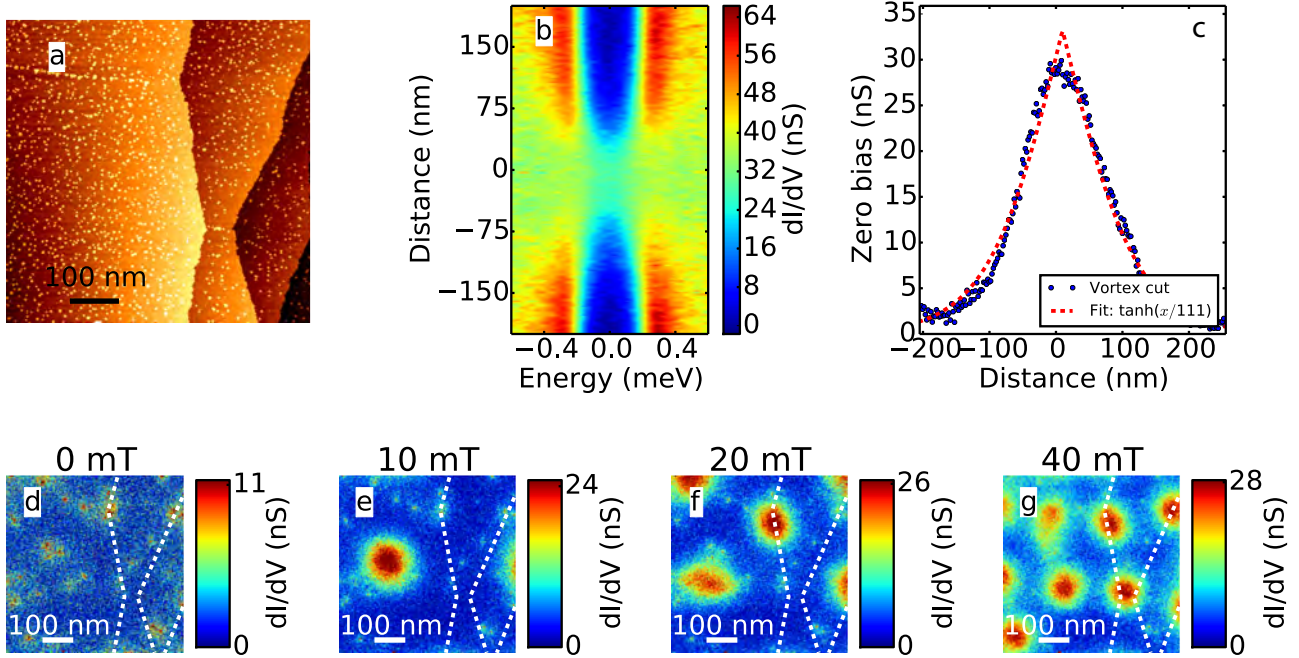 a
100 nm
b
Distance (nm)
150
75
0
−75
−150
−0.4 0.0 0.4
Energy (meV)
64
56
48
40
32
24
16
8
0
dI/dV (nS)
c
Zero bias (nS)
35
30
25
20
15
10
5
0
Vortex cut
Fit: tanh(x/111)
−200 −100 0 100 200
Distance (nm)
0 mT
d
100 nm
11
0
dI/dV (nS)
10 mT
e
100 nm
24
0
dI/dV (nS)
20 mT
f
100 nm
26
0
dI/dV (nS)
40 mT
g
100 nm
28
0
dI/dV (nS)